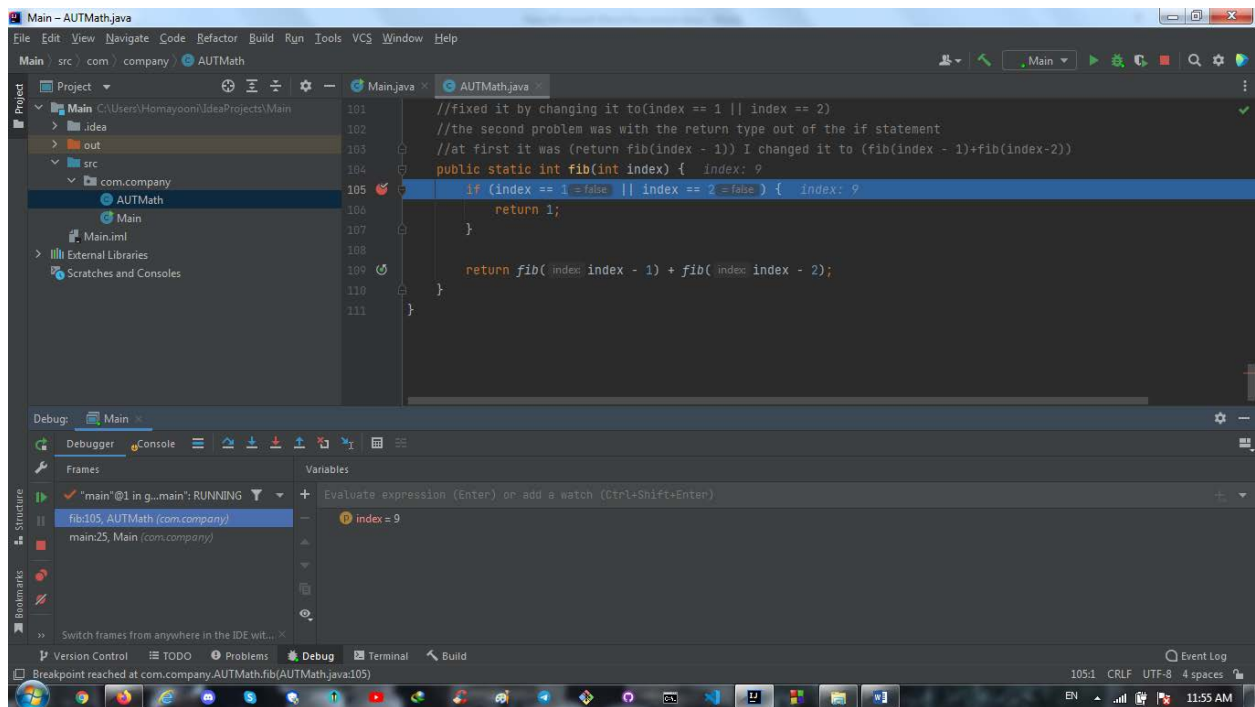 Main – AUTMath.java
File Edit View Navigate Code Refactor Build Run Tools VCS Window Help
Main src com company AUTMath
Main
Project
Project
Main C:\Users\Homayooni\IdeaProjects\Main
.idea
out
src
com.company
AUTMath
Main
Main.iml
External Libraries
Scratches and Consoles
Main.java
AUTMath.java
101 //fixed it by changing it to(index == 1 || index == 2)
102 //the second problem was with the return type out of the if statement
103 //at first it was (return fib(index - 1)) I changed it to (fib(index - 1)+fib(index-2))
104 public static int fib(int index) { index: 9
105 if (index == 1 = false || index == 2 = false ) { index: 9
106 return 1;
107 }
108
109 return fib( index: index - 1) + fib( index: index - 2);
110 }
111 }
Debug: Main
Debugger Console
Frames
Variables
"main"@1 in g...main": RUNNING
Evaluate expression (Enter) or add a watch (Ctrl+Shift+Enter)
fib:105, AUTMath (com.company)
main:25, Main (com.company)
index = 9
Switch frames from anywhere in the IDE wit...
Structure
Bookmarks
Version Control TODO Problems Debug Terminal Build
Event Log
Breakpoint reached at com.company.AUTMath.fib(AUTMath.java:105)
105:1 CRLF UTF-8 4 spaces
EN 11:55 AM